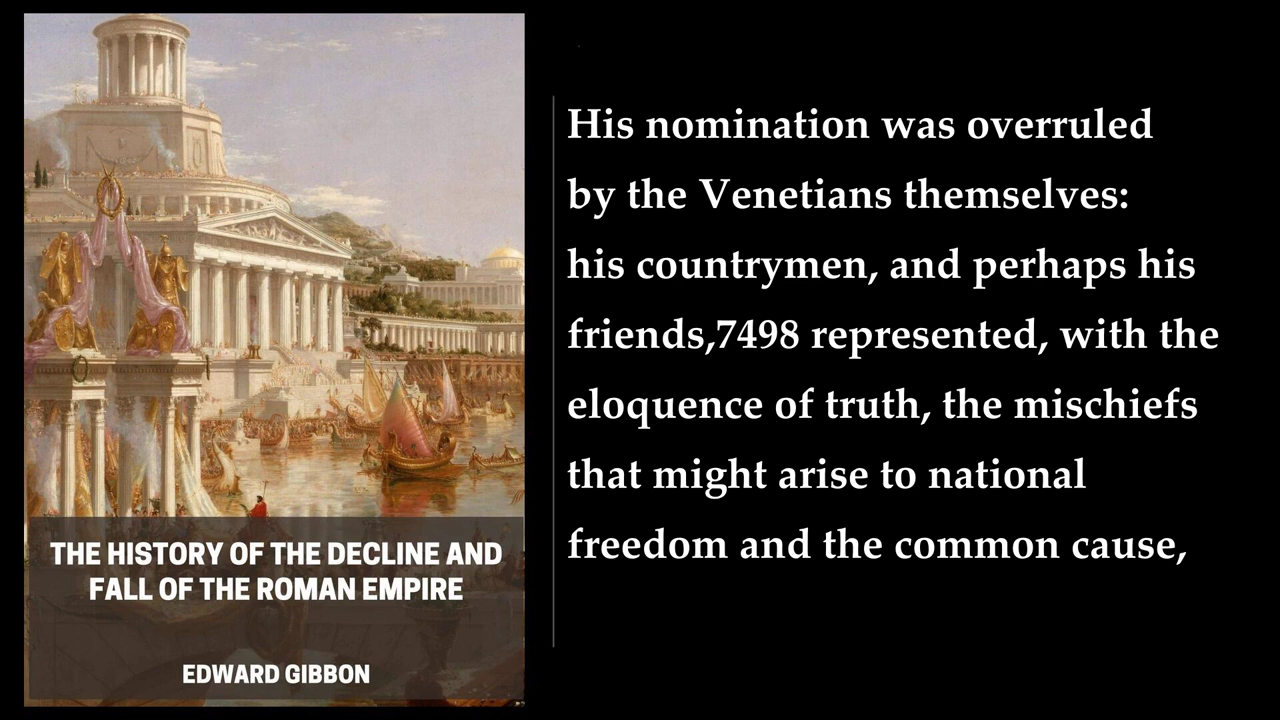 THE HISTORY OF THE DECLINE AND
FALL OF THE ROMAN EMPIRE
EDWARD GIBBON
His nomination was overruled
by the Venetians themselves:
his countrymen, and perhaps his
friends,7498 represented, with the
eloquence of truth, the mischiefs
that might arise to national
freedom and the common cause,